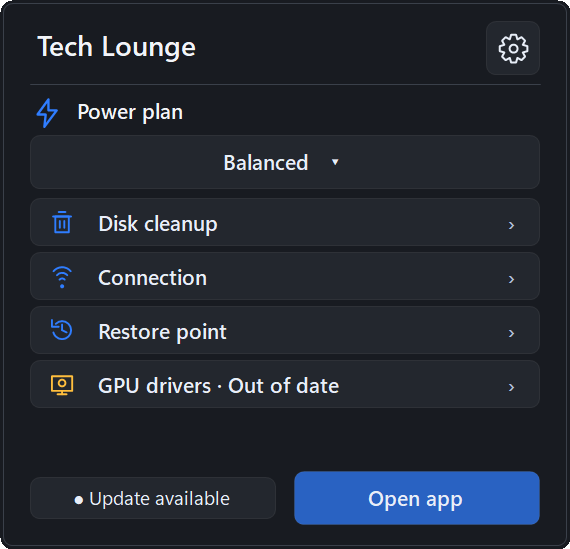 Tech Lounge
Power plan
Balanced
Disk cleanup
Connection
Restore point
GPU drivers · Out of date
● Update available
Open app